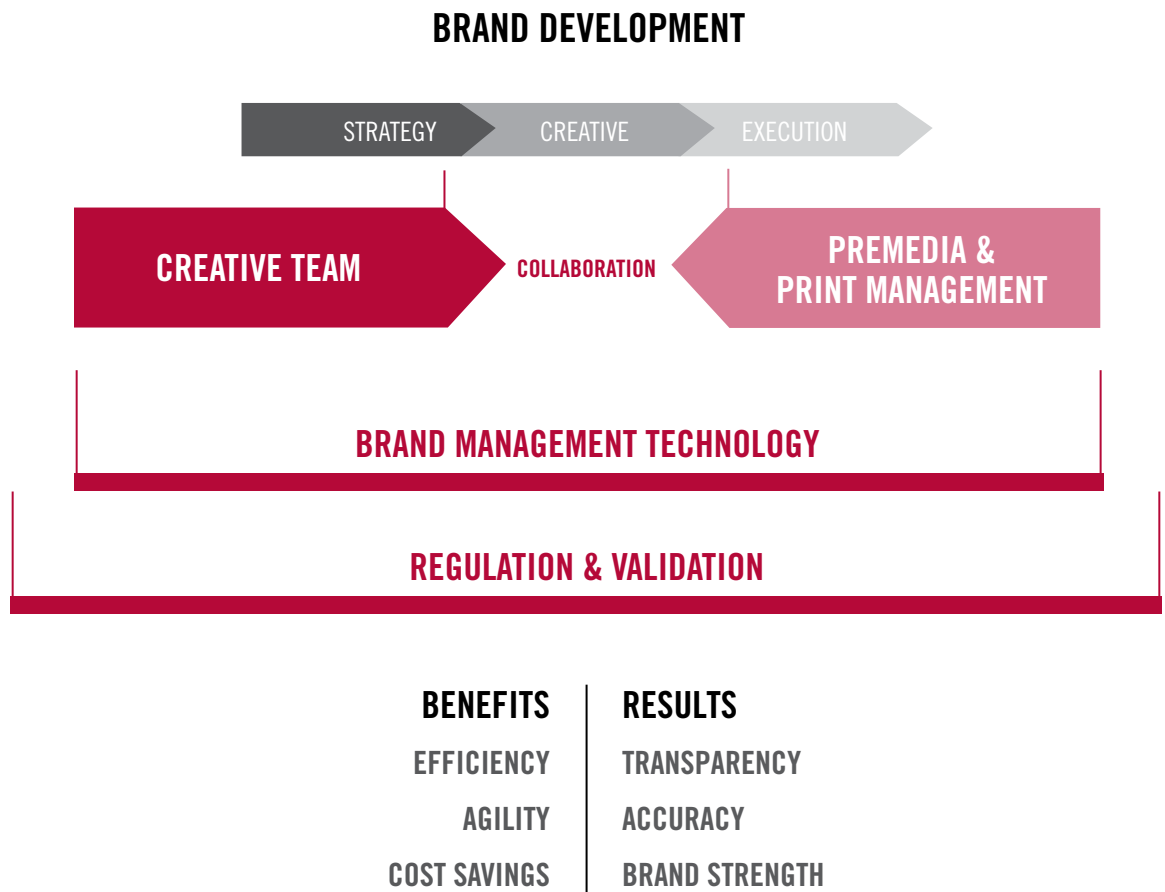 BRAND DEVELOPMENT
STRATEGY
CREATIVE
EXECUTION
CREATIVE TEAM
COLLABORATION
PREMEDIA &
PRINT MANAGEMENT
BRAND MANAGEMENT TECHNOLOGY
REGULATION & VALIDATION
BENEFITS
EFFICIENCY
AGILITY
COST SAVINGS
RESULTS
TRANSPARENCY
ACCURACY
BRAND STRENGTH